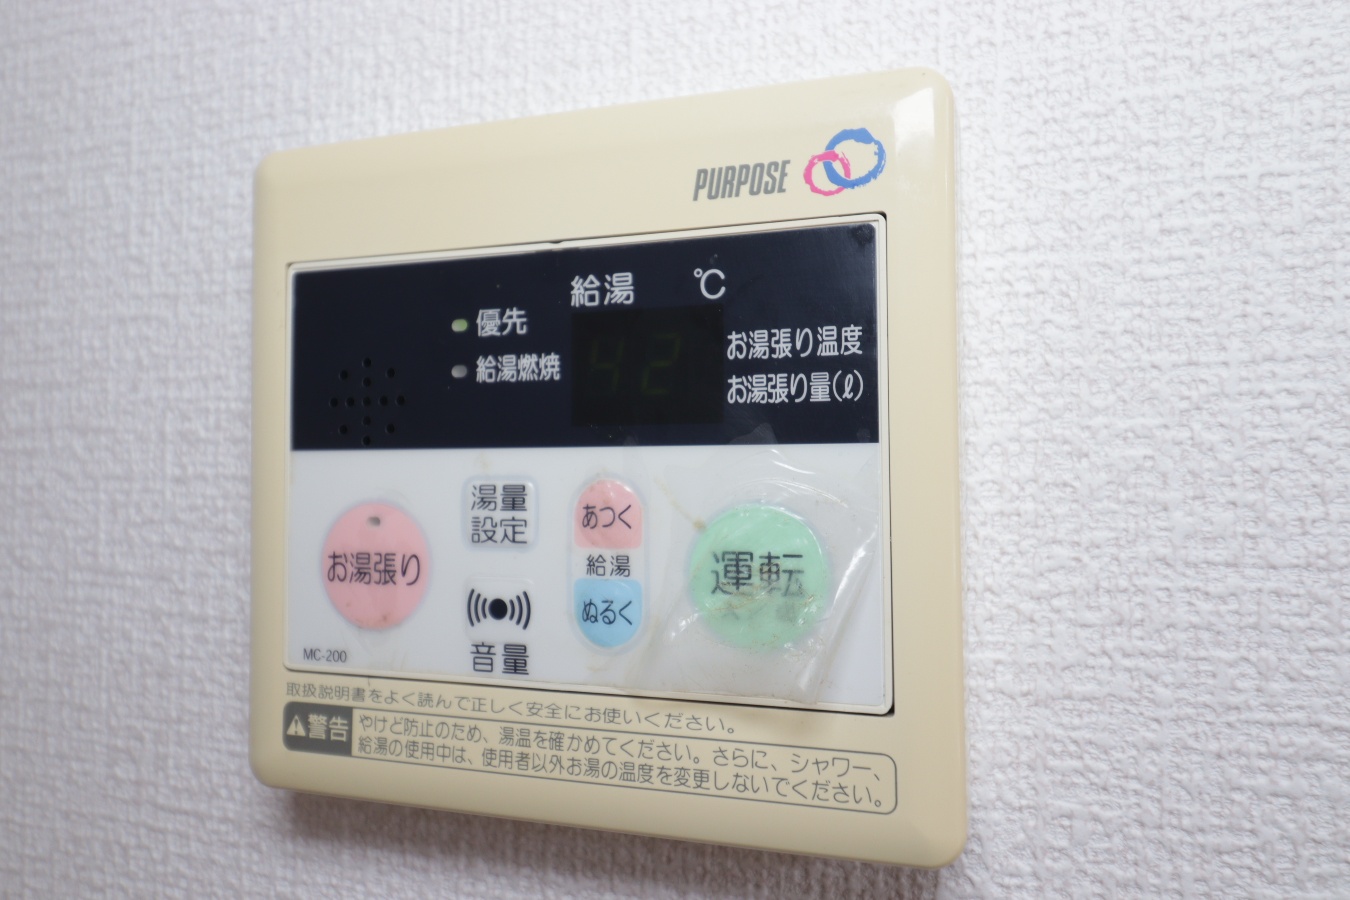 PURPOSE
給湯 ℃
優先
給湯燃焼
42
お湯張り温度
お湯張り量(ℓ)
湯量
設定
お湯張り
あつく
給湯
ぬるく
運転
音量
MC-200
取扱説明書をよく読んで正しく安全にお使いください。
警告
やけど防止のため、湯温を確かめてください。さらに、シャワー、
給湯の使用中は、使用者以外お湯の温度を変更しないでください。